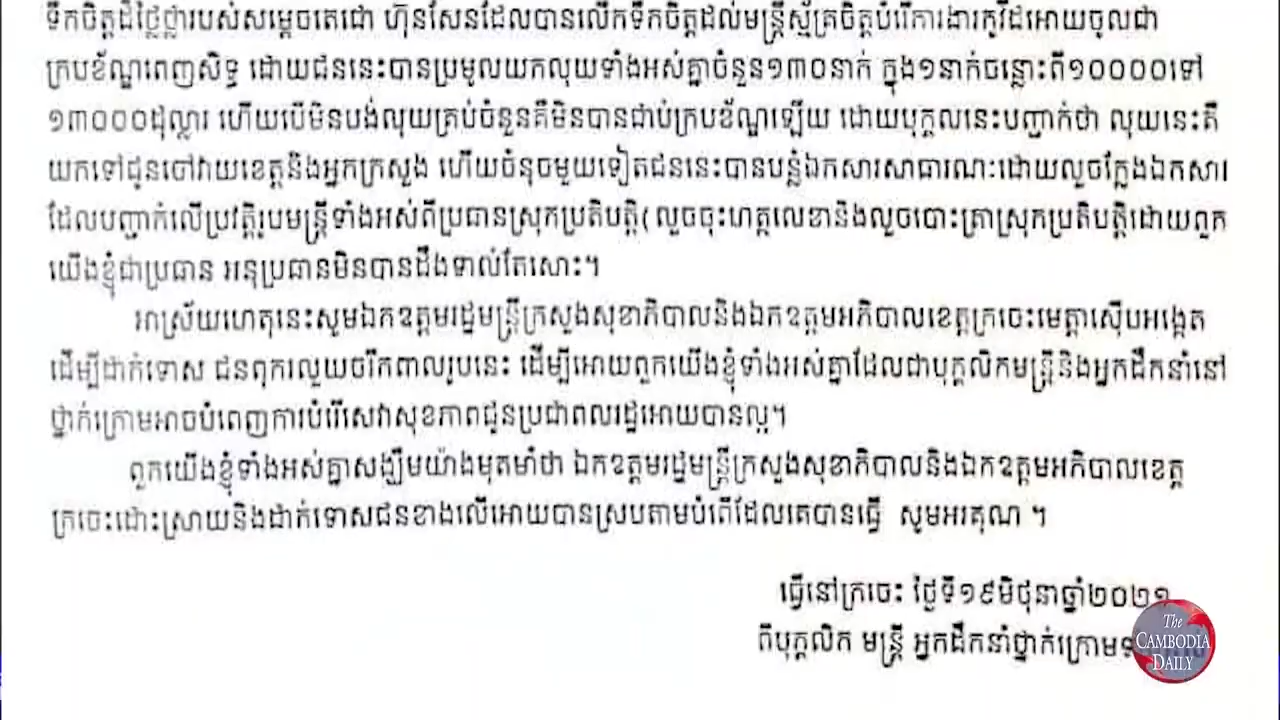 ទឹកចិត្តដ៏ថ្លៃថ្លារបស់សម្តេចតេជោ ហ៊ុនសែនដែលបានលើកទឹកចិត្តដល់មន្ត្រីស្ម័គ្រចិត្តបំរើការងារកូវីដអោយចូលជា
ក្របខ័ណ្ឌពេញសិទ្ធ ដោយជននេះបានប្រមូលយកលុយទាំងអស់គ្នាចំនួន១៣០នាក់ ក្នុង១នាក់ចន្លោះពី១០០០០ទៅ
១៣០០០ដុល្លារ ហើយបើមិនបង់លុយគ្រប់ចំនួនគឺមិនបានជាប់ក្របខ័ណ្ឌឡើយ ដោយបុគ្គលនេះបញ្ជាក់ថា លុយនេះគឺ
យកទៅជូនចៅវាយខេត្តនិងអ្នកក្រសួង ហើយចំនុចមួយទៀតជននេះបានបន្លំឯកសារសាធារណៈដោយលួចក្លែងឯកសារ
ដែលបញ្ជាក់លើប្រវត្តិរូបមន្ត្រីទាំងអស់ពីប្រធានស្រុកប្រតិបត្តិ(លួចចុះហត្ថលេខានិងលួចបោះត្រាស្រុកប្រតិបត្តិដោយពួក
យើងខ្ញុំជាប្រធាន អនុប្រធានមិនបានដឹងទាល់តែសោះ។
អាស្រ័យហេតុនេះសូមឯកឧត្តមរដ្ឋមន្ត្រីក្រសួងសុខាភិបាលនិងឯកឧត្តមអភិបាលខេត្តក្រចេះមេត្តាស៊ើបអង្កេត
ដើម្បីដាក់ទោស ជនពុករលួយចរឹកពាលរូបនេះ ដើម្បីអោយពួកយើងខ្ញុំទាំងអស់គ្នាដែលជាបុគ្គលិកមន្ត្រីនិងអ្នកដឹកនាំនៅ
ថ្នាក់ក្រោមអាចបំពេញការបំរើសេវាសុខភាពជូនប្រជាពលរដ្ឋអោយបានល្អ។
ពួកយើងខ្ញុំទាំងអស់គ្នាសង្ឃឹមយ៉ាងមុតមាំថា ឯកឧត្តមរដ្ឋមន្ត្រីក្រសួងសុខាភិបាលនិងឯកឧត្តមអភិបាលខេត្ត
ក្រចេះដោះស្រាយនិងដាក់ទោសជនខាងលើអោយបានស្របតាមបំពើដែលគេបានធ្វើ សូមអរគុណ ។
ធ្វើនៅក្រចេះ ថ្ងៃទី១៩មិថុនាឆ្នាំ២០២១
ពីបុគ្គលិក មន្ត្រី អ្នកដឹកនាំថ្នាក់ក្រោម
The
CAMBODIA
DAILY